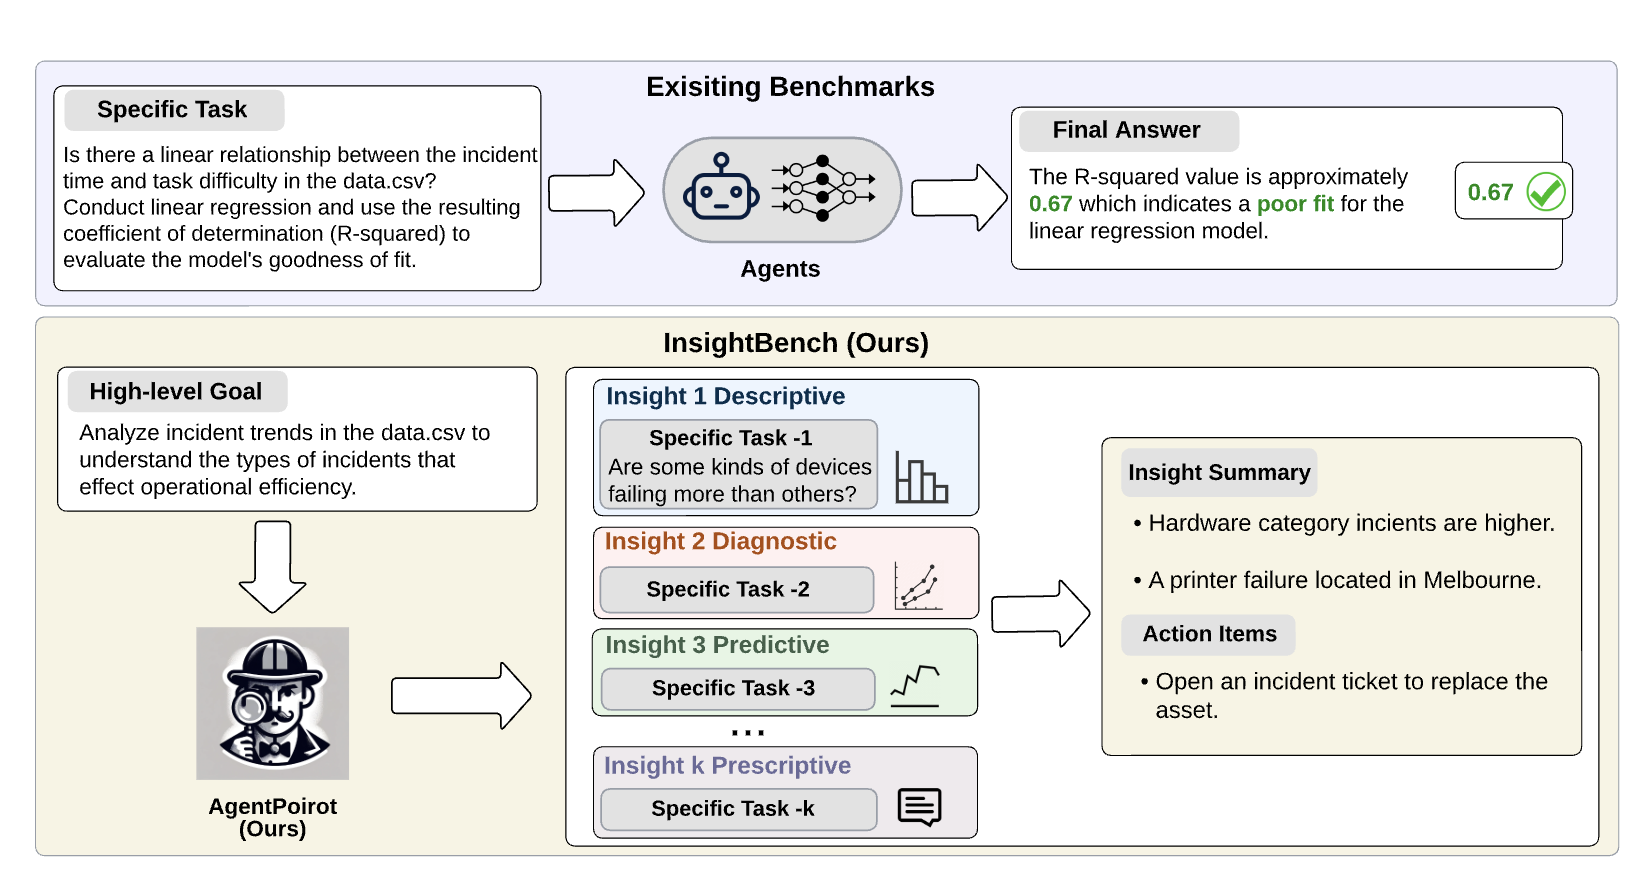 Exisiting Benchmarks
Specific Task
Is there a linear relationship between the incident
time and task difficulty in the data.csv?
Conduct linear regression and use the resulting
coefficient of determination (R-squared) to
evaluate the model's goodness of fit.
Agents
Final Answer
The R-squared value is approximately
0.67 which indicates a poor fit for the
linear regression model.
0.67
InsightBench (Ours)
High-level Goal
Analyze incident trends in the data.csv to
understand the types of incidents that
effect operational efficiency.
AgentPoirot
(Ours)
Insight 1 Descriptive
Specific Task -1
Are some kinds of devices
failing more than others?
Insight 2 Diagnostic
Specific Task -2
Insight 3 Predictive
Specific Task -3
...
Insight k Prescriptive
Specific Task -k
Insight Summary
• Hardware category incients are higher.
• A printer failure located in Melbourne.
Action Items
• Open an incident ticket to replace the
asset.